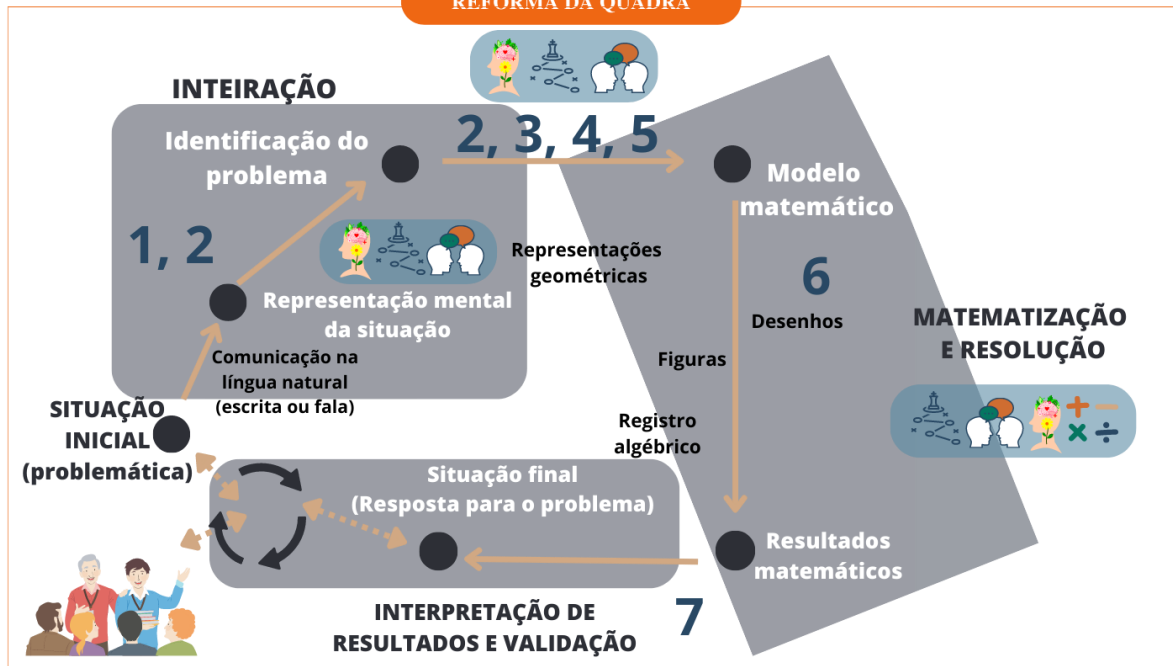 REFORMA DA QUADRA
INTEIRAÇÃO
Identificação do
problema
2, 3, 4, 5
Modelo
matemático
1, 2
Representações
geométricas
6
Representação mental
da situação
Desenhos
MATEMATIZAÇÃO
E RESOLUÇÃO
Comunicação na
língua natural
(escrita ou fala)
Figuras
SITUAÇÃO
INICIAL
(problemática)
Registro
algébrico
Situação final
(Resposta para o problema)
Resultados
matemáticos
INTERPRETAÇÃO DE
RESULTADOS E VALIDAÇÃO
7